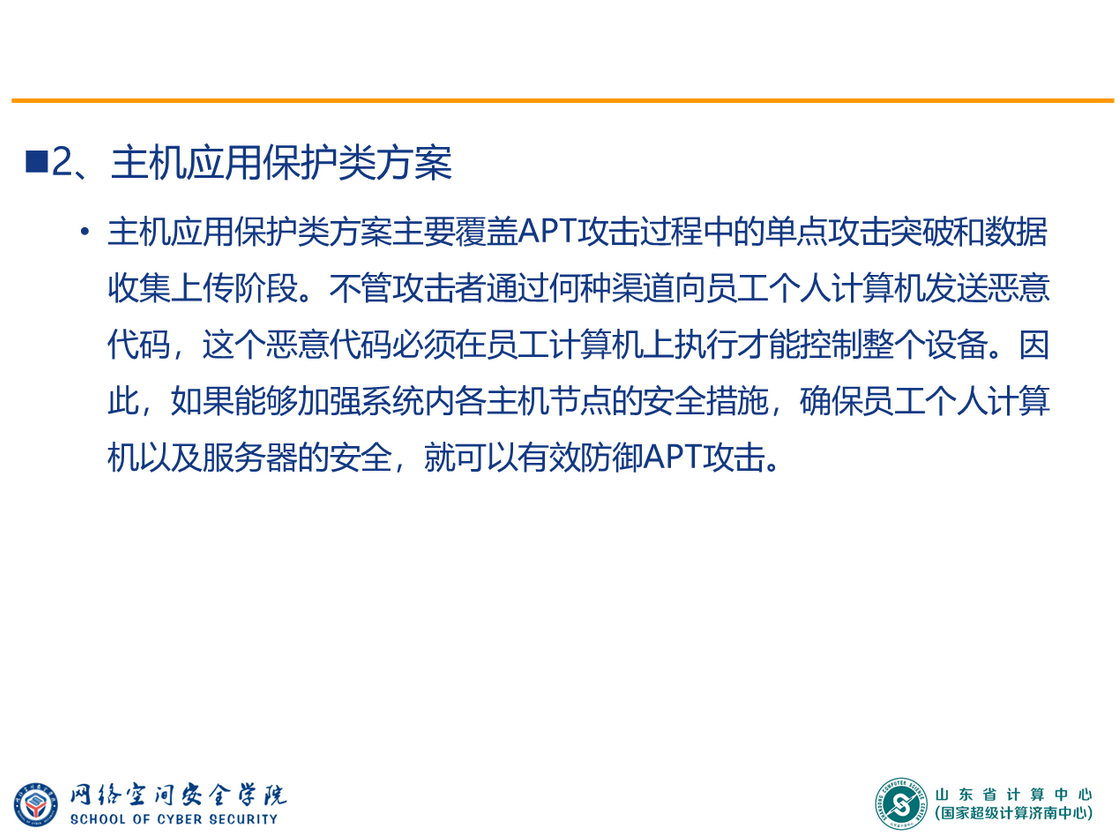 ■2、主机应用保护类方案
• 主机应用保护类方案主要覆盖APT攻击过程中的单点攻击突破和数据
收集上传阶段。不管攻击者通过何种渠道向员工个人计算机发送恶意
代码，这个恶意代码必须在员工计算机上执行才能控制整个设备。因
此，如果能够加强系统内各主机节点的安全措施，确保员工个人计算
机以及服务器的安全，就可以有效防御APT攻击。
网络空间安全学院
SCHOOL OF CYBER SECURITY
山东省计算中心
(国家超级计算济南中心)